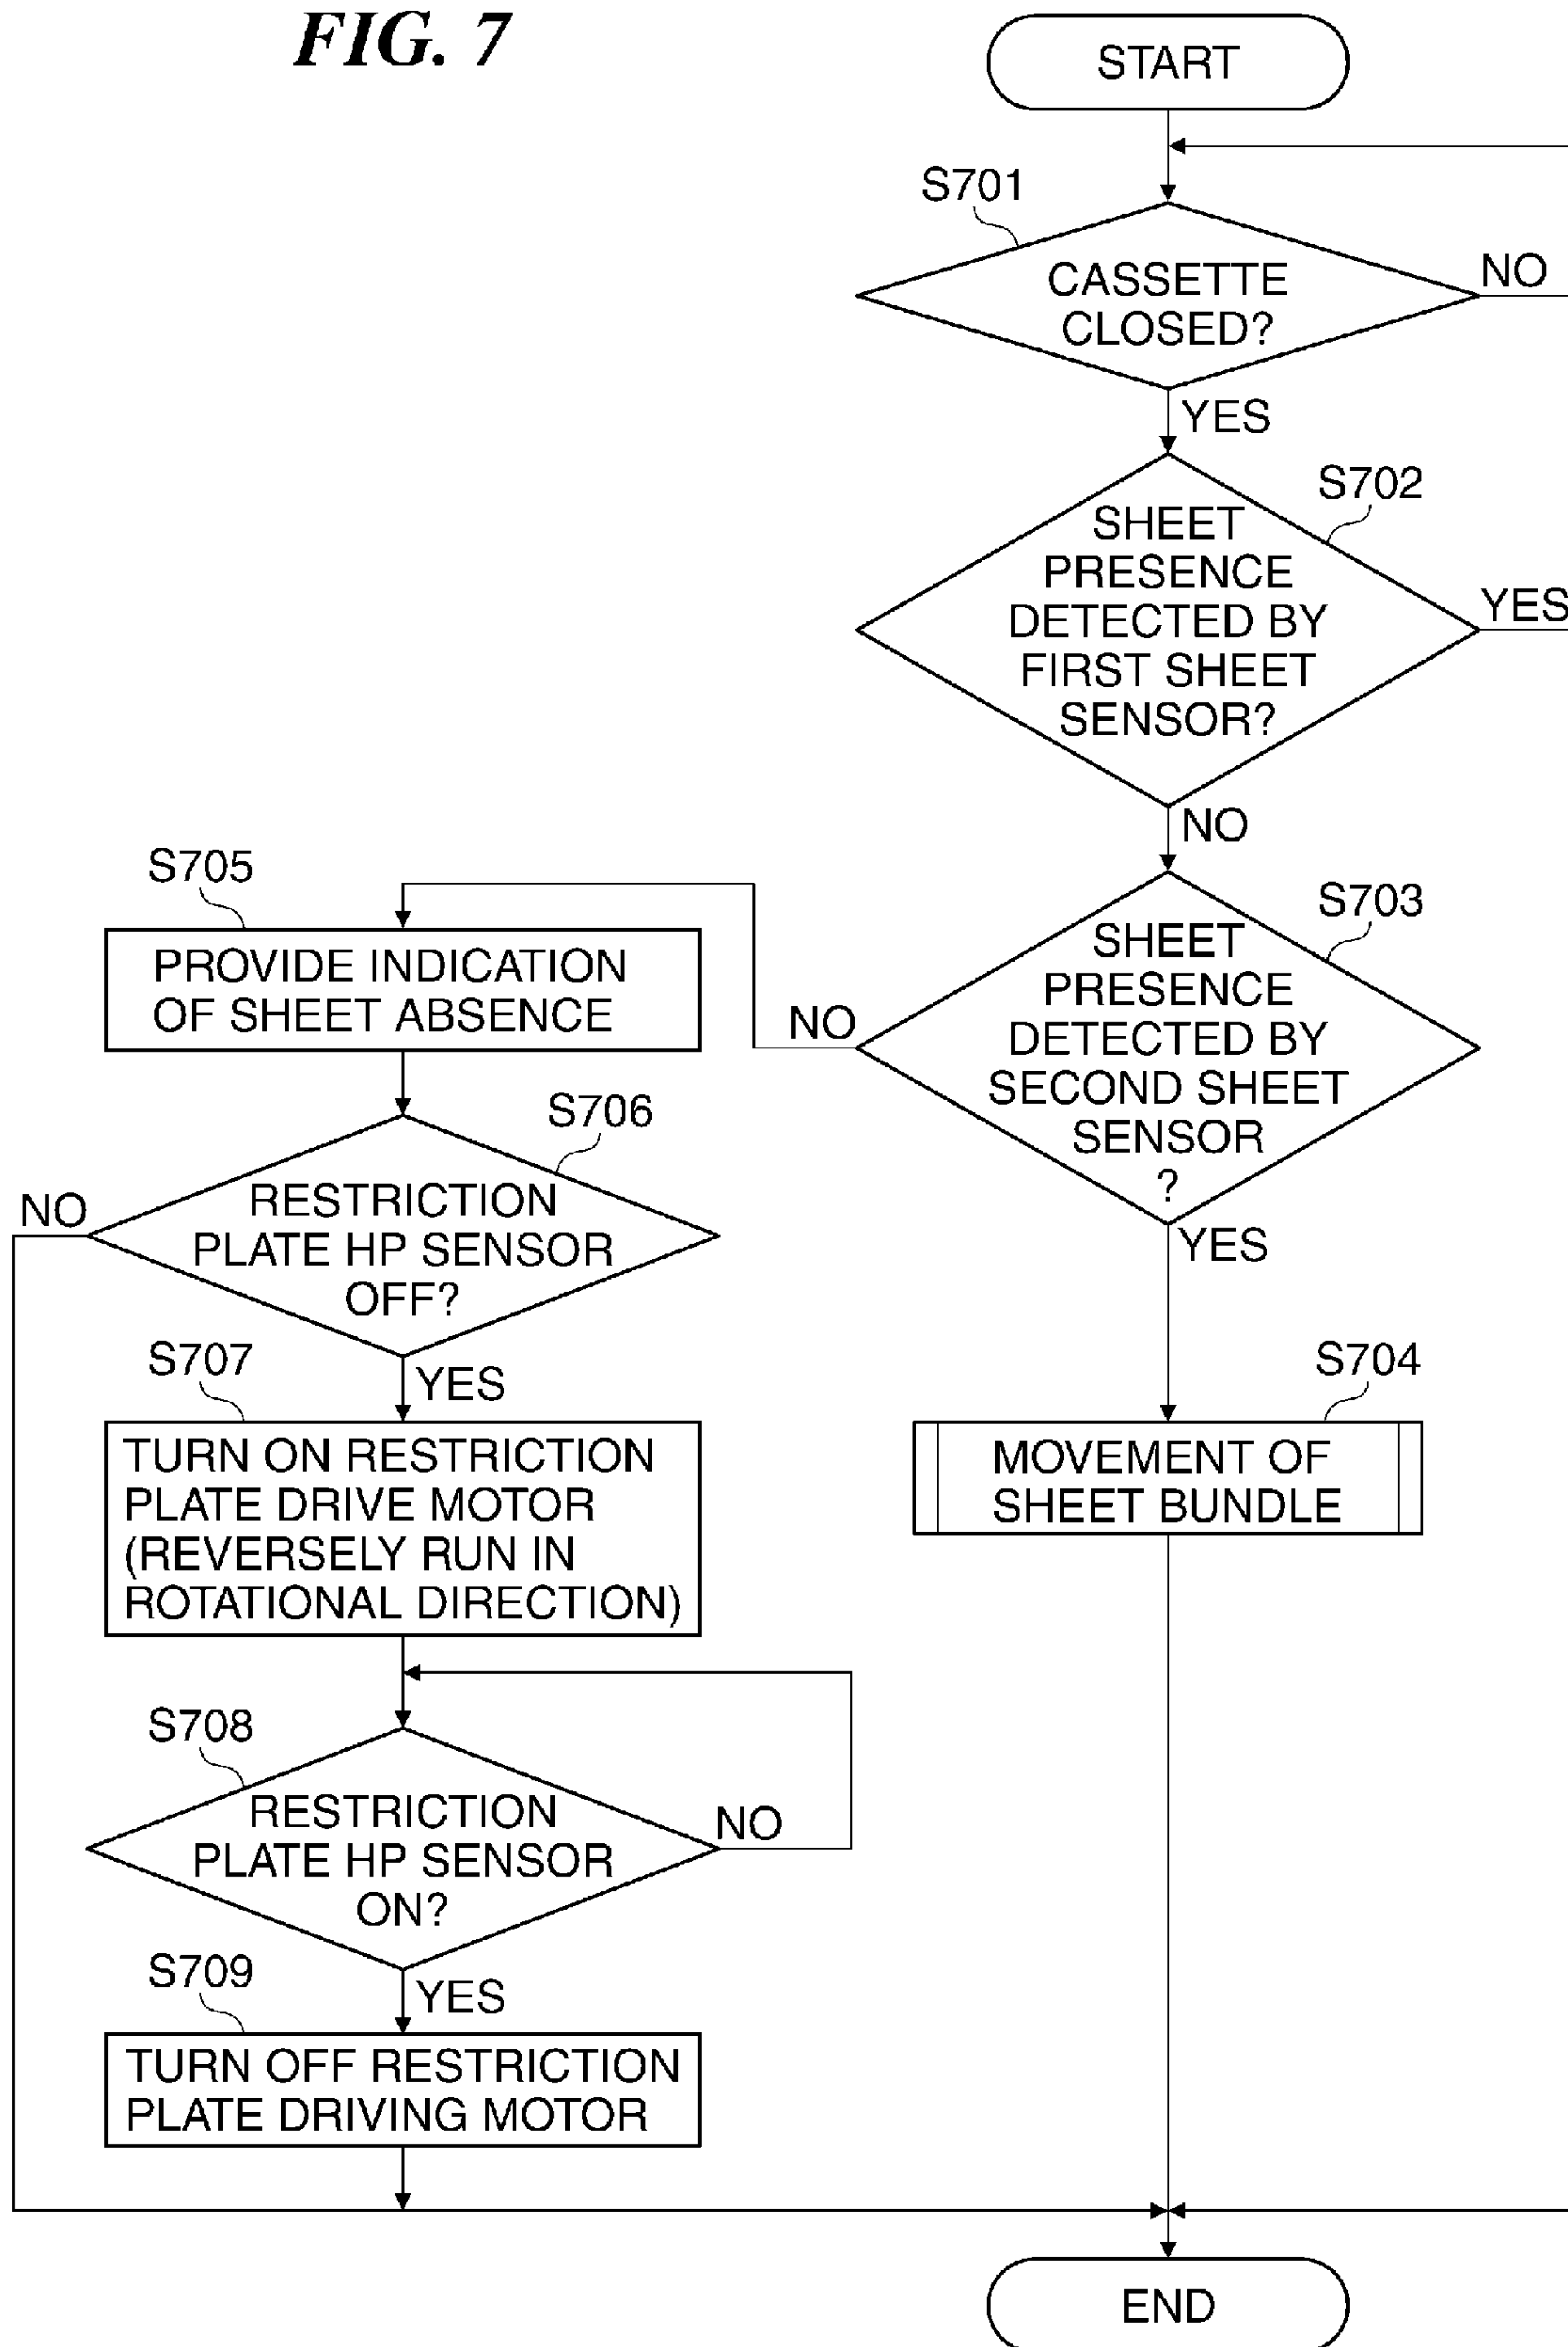 FIG. 7
START
S701
CASSETTE
CLOSED?
NO
YES
S702
SHEET
PRESENCE
DETECTED BY
FIRST SHEET
SENSOR?
YES
NO
S703
SHEET
PRESENCE
DETECTED BY
SECOND SHEET
SENSOR
?
NO
YES
S704
MOVEMENT OF
SHEET BUNDLE
S705
PROVIDE INDICATION
OF SHEET ABSENCE
S706
RESTRICTION
PLATE HP SENSOR
OFF?
NO
YES
S707
TURN ON RESTRICTION
PLATE DRIVE MOTOR
(REVERSELY RUN IN
ROTATIONAL DIRECTION)
S708
RESTRICTION
PLATE HP SENSOR
ON?
NO
YES
S709
TURN OFF RESTRICTION
PLATE DRIVING MOTOR
END